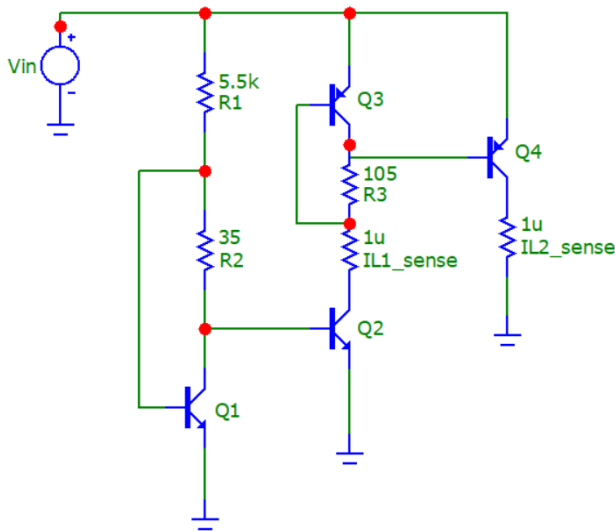 +
Vin
-
5.5k
R1
Q3
Q4
105
R3
35
R2
1u
IL1_sense
1u
IL2_sense
Q2
Q1